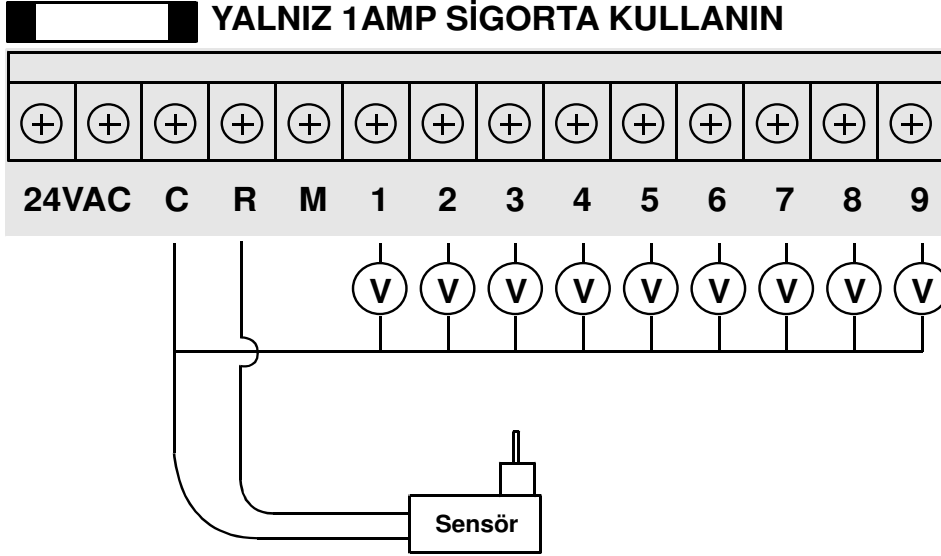 YALNIZ 1AMP SİGORTA KULLANIN
24VAC C R M 1 2 3 4 5 6 7 8 9
V V V V V V V V V
Sensör